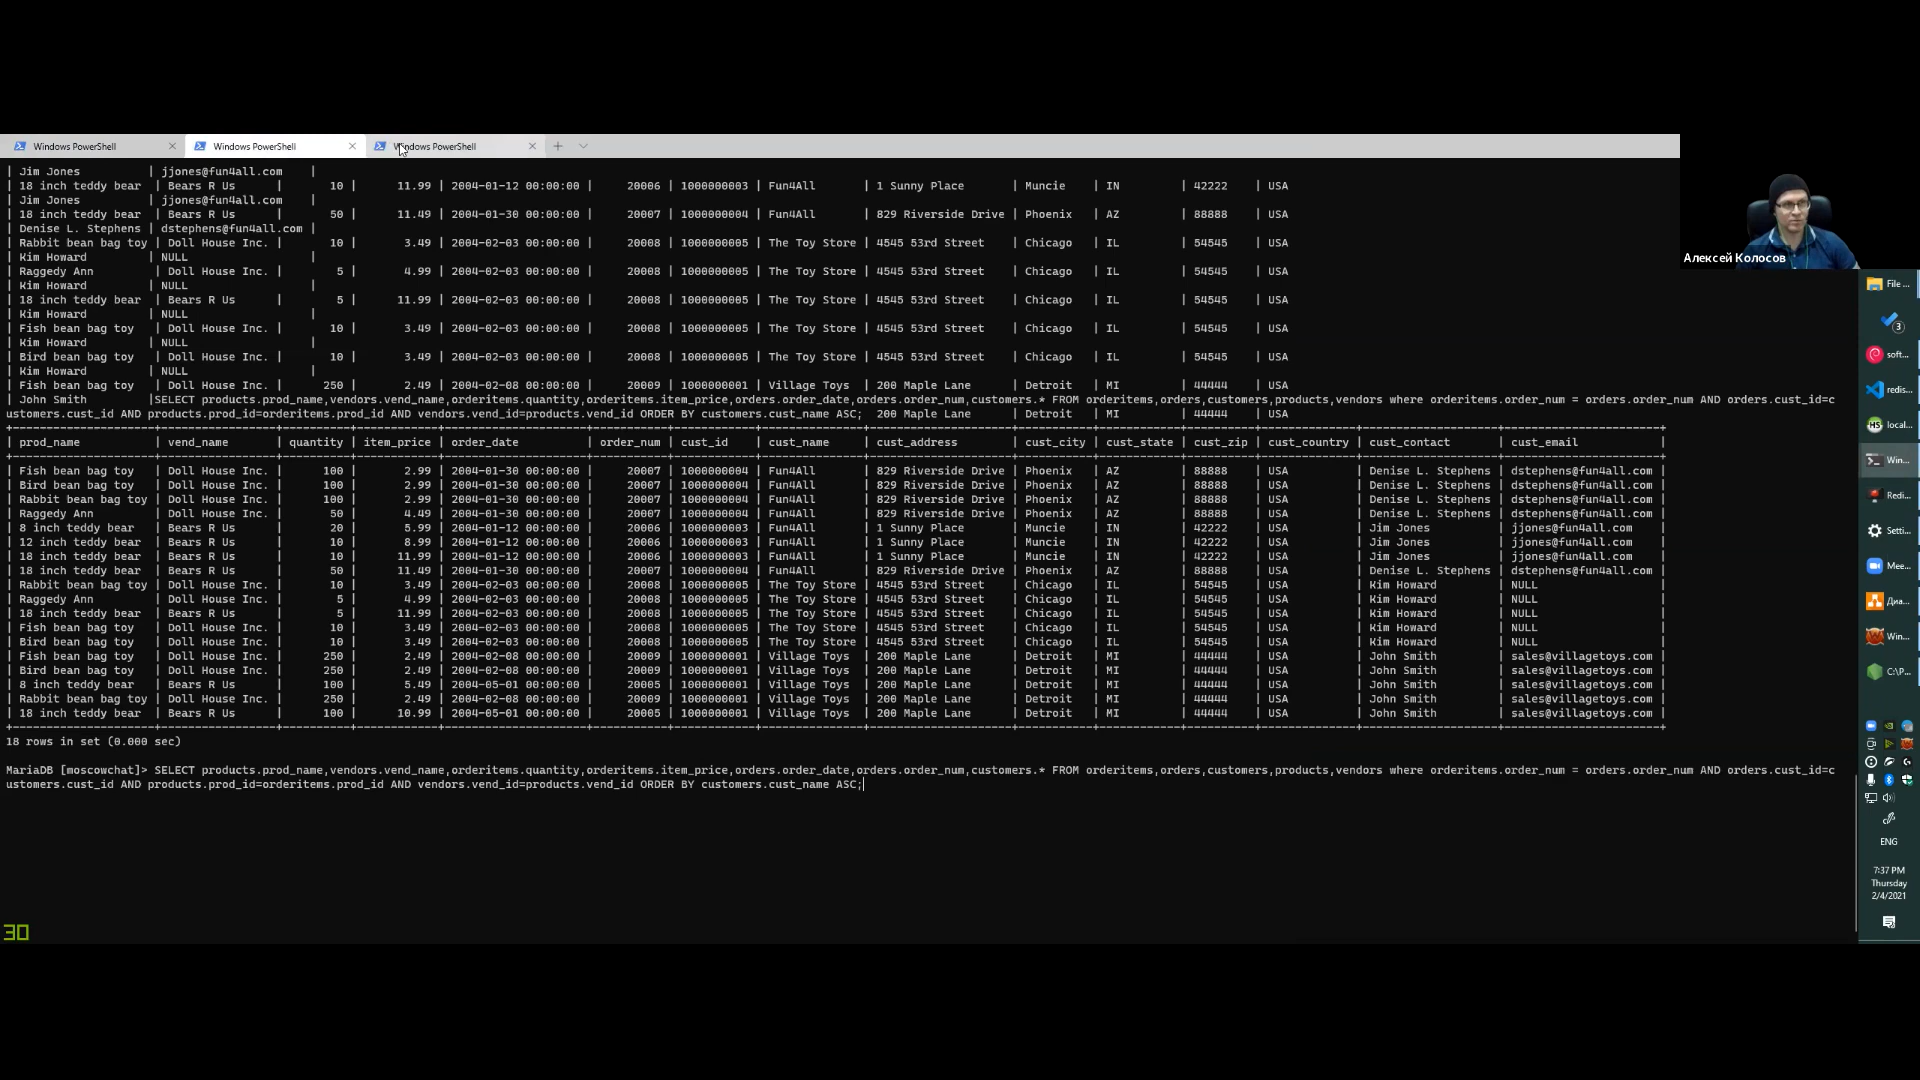 Windows PowerShell
Windows PowerShell
Windows PowerShell
| Jim Jones | jjones@fun4all.com |
| 18 inch teddy bear | Bears R Us | 10 | 11.99 | 2004-01-12 00:00:00 | 20006 | 1000000003 | Fun4All | 1 Sunny Place | Muncie | IN | 42222 | USA
| Jim Jones | jjones@fun4all.com |
| 18 inch teddy bear | Bears R Us | 50 | 11.49 | 2004-01-30 00:00:00 | 20007 | 1000000004 | Fun4All | 829 Riverside Drive | Phoenix | AZ | 88888 | USA
| Denise L. Stephens | dstephens@fun4all.com |
| Rabbit bean bag toy | Doll House Inc. | 10 | 3.49 | 2004-02-03 00:00:00 | 20008 | 1000000005 | The Toy Store | 4545 53rd Street | Chicago | IL | 54545 | USA
| Kim Howard | NULL |
| Raggedy Ann | Doll House Inc. | 5 | 4.99 | 2004-02-03 00:00:00 | 20008 | 1000000005 | The Toy Store | 4545 53rd Street | Chicago | IL | 54545 | USA
| Kim Howard | NULL |
| 18 inch teddy bear | Bears R Us | 5 | 11.99 | 2004-02-03 00:00:00 | 20008 | 1000000005 | The Toy Store | 4545 53rd Street | Chicago | IL | 54545 | USA
| Kim Howard | NULL |
| Fish bean bag toy | Doll House Inc. | 10 | 3.49 | 2004-02-03 00:00:00 | 20008 | 1000000005 | The Toy Store | 4545 53rd Street | Chicago | IL | 54545 | USA
| Kim Howard | NULL |
| Bird bean bag toy | Doll House Inc. | 10 | 3.49 | 2004-02-03 00:00:00 | 20008 | 1000000005 | The Toy Store | 4545 53rd Street | Chicago | IL | 54545 | USA
| Kim Howard | NULL |
| Fish bean bag toy | Doll House Inc. | 250 | 2.49 | 2004-02-08 00:00:00 | 20009 | 1000000001 | Village Toys | 200 Maple Lane | Detroit | MI | 44444 | USA
| John Smith |SELECT products.prod_name,vendors.vend_name,orderitems.quantity,orderitems.item_price,orders.order_date,orders.order_num,customers.* FROM orderitems,orders,customers,products,vendors where orderitems.order_num = orders.order_num AND orders.cust_id=c
ustomers.cust_id AND products.prod_id=orderitems.prod_id AND vendors.vend_id=products.vend_id ORDER BY customers.cust_name ASC; 200 Maple Lane | Detroit | MI | 44444 | USA
| prod_name | vend_name | quantity | item_price | order_date | order_num | cust_id | cust_name | cust_address | cust_city | cust_state | cust_zip | cust_country | cust_contact | cust_email |
| Fish bean bag toy | Doll House Inc. | 100 | 2.99 | 2004-01-30 00:00:00 | 20007 | 1000000004 | Fun4All | 829 Riverside Drive | Phoenix | AZ | 88888 | USA | Denise L. Stephens | dstephens@fun4all.com |
| Bird bean bag toy | Doll House Inc. | 100 | 2.99 | 2004-01-30 00:00:00 | 20007 | 1000000004 | Fun4All | 829 Riverside Drive | Phoenix | AZ | 88888 | USA | Denise L. Stephens | dstephens@fun4all.com |
| Rabbit bean bag toy | Doll House Inc. | 100 | 2.99 | 2004-01-30 00:00:00 | 20007 | 1000000004 | Fun4All | 829 Riverside Drive | Phoenix | AZ | 88888 | USA | Denise L. Stephens | dstephens@fun4all.com |
| Raggedy Ann | Doll House Inc. | 50 | 4.49 | 2004-01-30 00:00:00 | 20007 | 1000000004 | Fun4All | 829 Riverside Drive | Phoenix | AZ | 88888 | USA | Denise L. Stephens | dstephens@fun4all.com |
| 8 inch teddy bear | Bears R Us | 20 | 5.99 | 2004-01-12 00:00:00 | 20006 | 1000000003 | Fun4All | 1 Sunny Place | Muncie | IN | 42222 | USA | Jim Jones | jjones@fun4all.com |
| 12 inch teddy bear | Bears R Us | 10 | 8.99 | 2004-01-12 00:00:00 | 20006 | 1000000003 | Fun4All | 1 Sunny Place | Muncie | IN | 42222 | USA | Jim Jones | jjones@fun4all.com |
| 18 inch teddy bear | Bears R Us | 10 | 11.99 | 2004-01-12 00:00:00 | 20006 | 1000000003 | Fun4All | 1 Sunny Place | Muncie | IN | 42222 | USA | Jim Jones | jjones@fun4all.com |
| 18 inch teddy bear | Bears R Us | 50 | 11.49 | 2004-01-30 00:00:00 | 20007 | 1000000004 | Fun4All | 829 Riverside Drive | Phoenix | AZ | 88888 | USA | Denise L. Stephens | dstephens@fun4all.com |
| Rabbit bean bag toy | Doll House Inc. | 10 | 3.49 | 2004-02-03 00:00:00 | 20008 | 1000000005 | The Toy Store | 4545 53rd Street | Chicago | IL | 54545 | USA | Kim Howard | NULL |
| Raggedy Ann | Doll House Inc. | 5 | 4.99 | 2004-02-03 00:00:00 | 20008 | 1000000005 | The Toy Store | 4545 53rd Street | Chicago | IL | 54545 | USA | Kim Howard | NULL |
| 18 inch teddy bear | Bears R Us | 5 | 11.99 | 2004-02-03 00:00:00 | 20008 | 1000000005 | The Toy Store | 4545 53rd Street | Chicago | IL | 54545 | USA | Kim Howard | NULL |
| Fish bean bag toy | Doll House Inc. | 10 | 3.49 | 2004-02-03 00:00:00 | 20008 | 1000000005 | The Toy Store | 4545 53rd Street | Chicago | IL | 54545 | USA | Kim Howard | NULL |
| Bird bean bag toy | Doll House Inc. | 10 | 3.49 | 2004-02-03 00:00:00 | 20008 | 1000000005 | The Toy Store | 4545 53rd Street | Chicago | IL | 54545 | USA | Kim Howard | NULL |
| Fish bean bag toy | Doll House Inc. | 250 | 2.49 | 2004-02-08 00:00:00 | 20009 | 1000000001 | Village Toys | 200 Maple Lane | Detroit | MI | 44444 | USA | John Smith | sales@villagetoys.com |
| Bird bean bag toy | Doll House Inc. | 250 | 2.49 | 2004-02-08 00:00:00 | 20009 | 1000000001 | Village Toys | 200 Maple Lane | Detroit | MI | 44444 | USA | John Smith | sales@villagetoys.com |
| 8 inch teddy bear | Bears R Us | 100 | 5.49 | 2004-05-01 00:00:00 | 20005 | 1000000001 | Village Toys | 200 Maple Lane | Detroit | MI | 44444 | USA | John Smith | sales@villagetoys.com |
| Rabbit bean bag toy | Doll House Inc. | 250 | 2.49 | 2004-02-08 00:00:00 | 20009 | 1000000001 | Village Toys | 200 Maple Lane | Detroit | MI | 44444 | USA | John Smith | sales@villagetoys.com |
| 18 inch teddy bear | Bears R Us | 100 | 10.99 | 2004-05-01 00:00:00 | 20005 | 1000000001 | Village Toys | 200 Maple Lane | Detroit | MI | 44444 | USA | John Smith | sales@villagetoys.com |
18 rows in set (0.000 sec)
MariaDB [moscowchat]> SELECT products.prod_name,vendors.vend_name,orderitems.quantity,orderitems.item_price,orders.order_date,orders.order_num,customers.* FROM orderitems,orders,customers,products,vendors where orderitems.order_num = orders.order_num AND orders.cust_id=c
ustomers.cust_id AND products.prod_id=orderitems.prod_id AND vendors.vend_id=products.vend_id ORDER BY customers.cust_name ASC;
30
Алексей Колосов
File ...
3
soft...
redis...
local...
Win...
Redi...
Setti...
Mee...
Диа...
Win...
C:\P...
ENG
7:37 PM
Thursday
2/4/2021